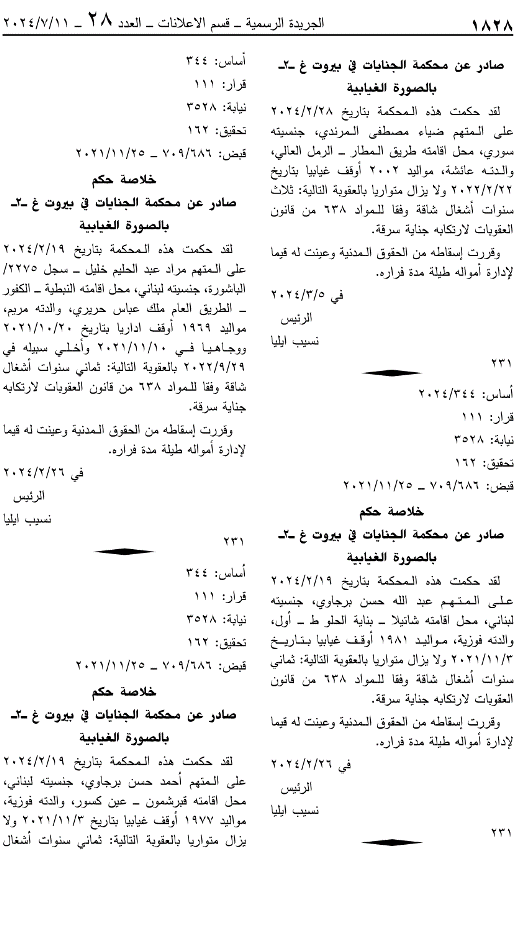 ١٨٢٨
الجريدة الرسمية ــ قسم الاعلانات ــ العدد ٢٨ ــ ٢٠٢٤/٧/١١
صادر عن محكمة الجنايات في بيروت غ ـ٢ـ
بالصورة الغيابية
لقد حكمت هذه المحكمة بتاريخ ٢٠٢٤/٢/٢٨
على المتهم ضياء مصطفى المرندي، جنسيته
سوري، محل اقامته طريق المطار ــ الرمل العالي،
والدته عائشة، مواليد ٢٠٠٢ أوقف غيابيا بتاريخ
٢٠٢٢/٢/٢٢ ولا يزال متواريا بالعقوبة التالية: ثلاث
سنوات أشغال شاقة وفقا للمواد ٦٣٨ من قانون
العقوبات لارتكابه جناية سرقة.
وقررت إسقاطه من الحقوق المدنية وعينت له قيما
لإدارة أمواله طيلة مدة فراره.
في ٢٠٢٤/٣/٥
الرئيس
نسيب ايليا
٢٣١
أساس: ٢٠٢٤/٣٤٤
قرار: ١١١
نيابة: ٣٥٢٨
تحقيق: ١٦٢
قبض: ٧٠٩/٦٨٦ ــ ٢٠٢١/١١/٢٥
خلاصة حكم
صادر عن محكمة الجنايات في بيروت غ ـ٢ـ
بالصورة الغيابية
لقد حكمت هذه المحكمة بتاريخ ٢٠٢٤/٢/١٩
على المتهم عبد الله حسن برجاوي، جنسيته
لبناني، محل اقامته شاتيلا ــ بناية الحلو ط ــ أول،
والدته فوزية، مواليد ١٩٨١ أوقف غيابيا بتاريخ
٢٠٢١/١١/٣ ولا يزال متواريا بالعقوبة التالية: ثماني
سنوات أشغال شاقة وفقا للمواد ٦٣٨ من قانون
العقوبات لارتكابه جناية سرقة.
وقررت إسقاطه من الحقوق المدنية وعينت له قيما
لإدارة أمواله طيلة مدة فراره.
في ٢٠٢٤/٢/٢٦
الرئيس
نسيب ايليا
٢٣١
أساس: ٣٤٤
قرار: ١١١
نيابة: ٣٥٢٨
تحقيق: ١٦٢
قبض: ٧٠٩/٦٨٦ ــ ٢٠٢١/١١/٢٥
خلاصة حكم
صادر عن محكمة الجنايات في بيروت غ ـ٢ـ
بالصورة الغيابية
لقد حكمت هذه المحكمة بتاريخ ٢٠٢٤/٢/١٩
على المتهم مراد عبد الحليم خليل ــ سجل ٢٢٧٥/
الباشورة، جنسيته لبناني، محل اقامته النبطية ــ الكفور
ــ الطريق العام ملك عباس حريري، والدته مريم،
مواليد ١٩٦٩ أوقف اداريا بتاريخ ٢٠٢١/١٠/٢٠
ووجاهيا في ٢٠٢١/١١/١٠ وأخلي سبيله في
٢٠٢٢/٩/٢٩ بالعقوبة التالية: ثماني سنوات أشغال
شاقة وفقا للمواد ٦٣٨ من قانون العقوبات لارتكابه
جناية سرقة.
وقررت إسقاطه من الحقوق المدنية وعينت له قيما
لإدارة أمواله طيلة مدة فراره.
في ٢٠٢٤/٢/٢٦
الرئيس
نسيب ايليا
٢٣١
أساس: ٣٤٤
قرار: ١١١
نيابة: ٣٥٢٨
تحقيق: ١٦٢
قبض: ٧٠٩/٦٨٦ ــ ٢٠٢١/١١/٢٥
خلاصة حكم
صادر عن محكمة الجنايات في بيروت غ ـ٢ـ
بالصورة الغيابية
لقد حكمت هذه المحكمة بتاريخ ٢٠٢٤/٢/١٩
على المتهم أحمد حسن برجاوي، جنسيته لبناني،
محل اقامته قبرشمون ــ عين كسور، والدته فوزية،
مواليد ١٩٧٧ أوقف غيابيا بتاريخ ٢٠٢١/١١/٣ ولا
يزال متواريا بالعقوبة التالية: ثماني سنوات أشغال